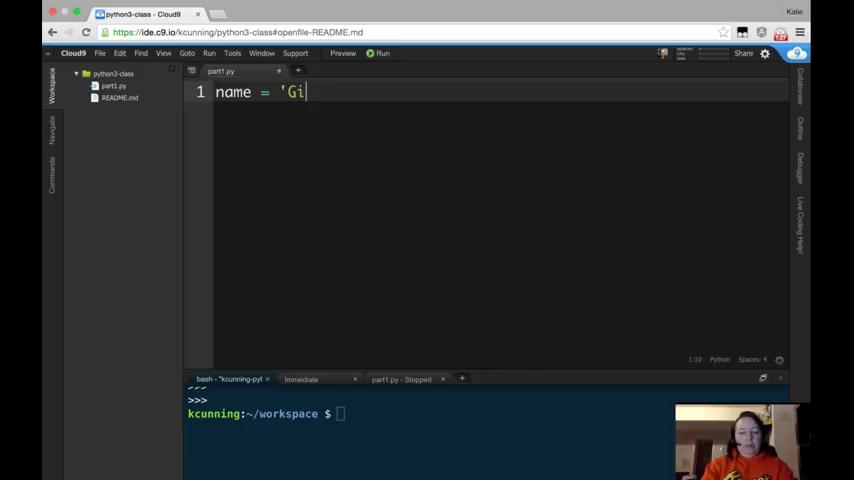 python3-class - Cloud9
Katie
https://ide.c9.io/kcunning/python3-class#openfile-README.md
Cloud9 File Edit Find View Goto Run Tools Window Support Preview Run Share
Workspace
Navigate
Commands
python3-class
part1.py
README.md
part1.py
1 name = 'Gi
MEMORY
CPU
DISK
Collaborate
Outline
Debugger
Live Coding Help!
1:10 Python Spaces: 4
bash - "kcunning-pyt Immediate part1.py - Stopped
>>>
>>>
kcunning:~/workspace $